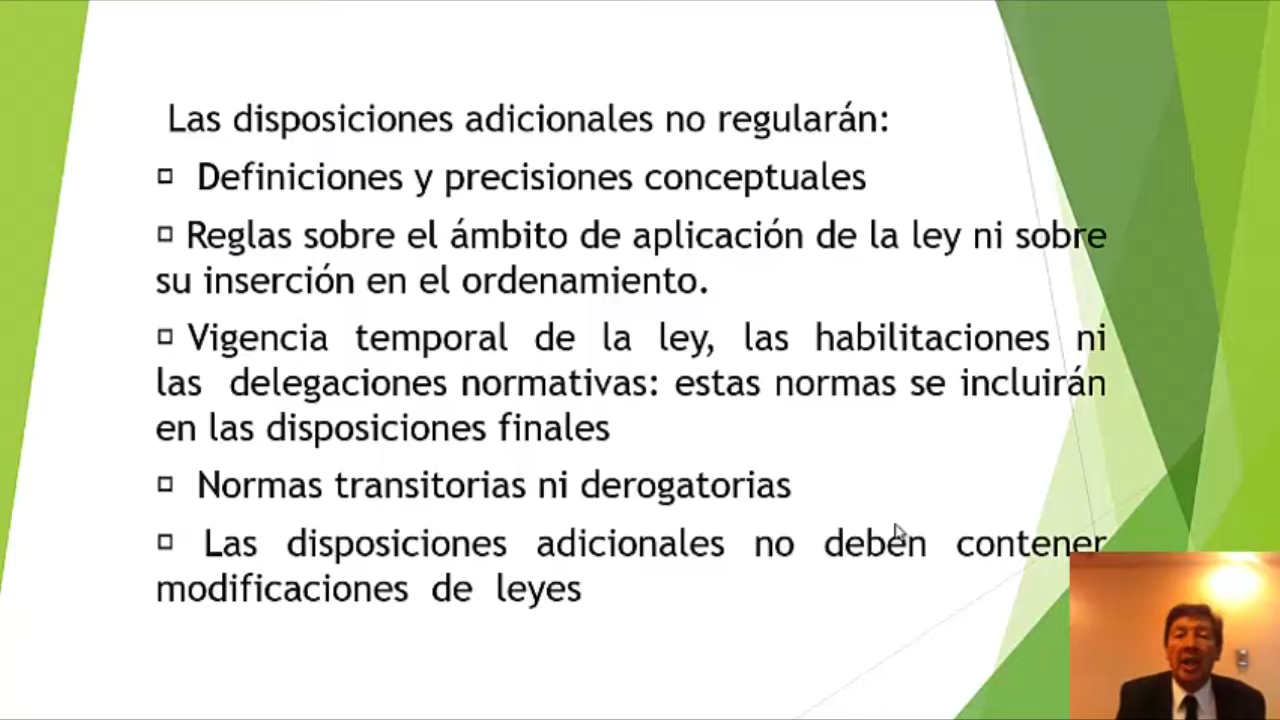 Las disposiciones adicionales no regularán:
Definiciones y precisiones conceptuales
Reglas sobre el ámbito de aplicación de la ley ni sobre
su inserción en el ordenamiento.
Vigencia temporal de la ley, las habilitaciones ni
las delegaciones normativas: estas normas se incluirán
en las disposiciones finales
Normas transitorias ni derogatorias
Las disposiciones adicionales no deben contener
modificaciones de leyes